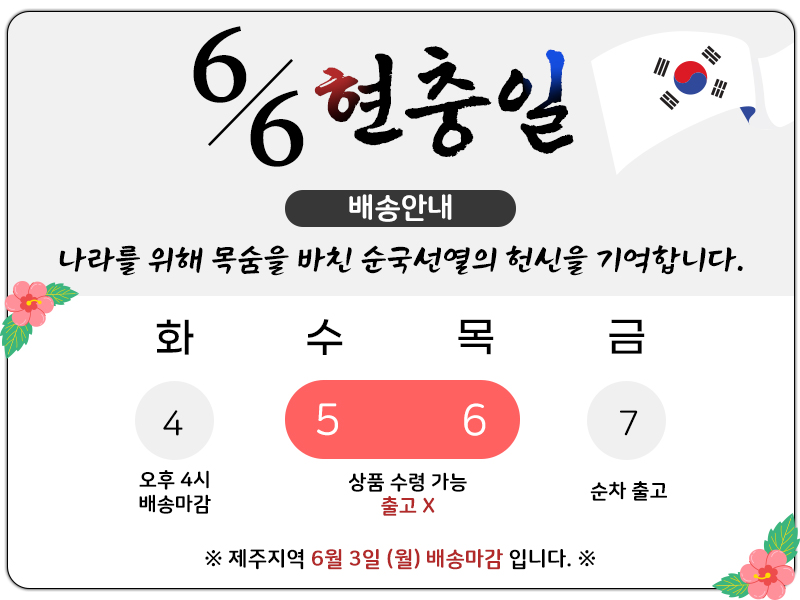 6/6 현충일
배송안내
나라를 위해 목숨을 바친 순국선열의 헌신을 기억합니다.
화 수 목 금
4 5 6 7
오후 4시
배송마감
상품 수령 가능
출고 X
순차 출고
※ 제주지역 6월 3일 (월) 배송마감 입니다. ※